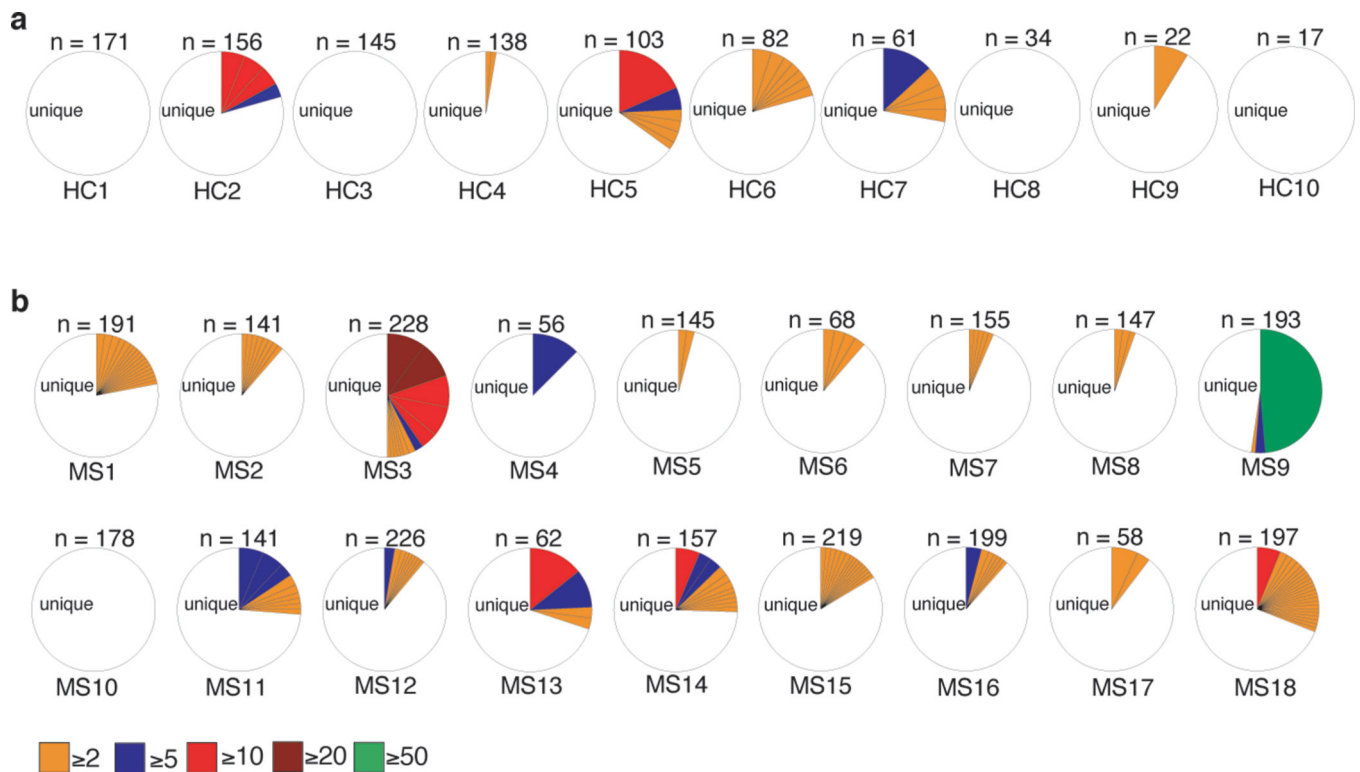 a
n = 171 n = 156 n = 145 n = 138 n = 103 n = 82 n = 61 n = 34 n = 22 n = 17
unique unique unique unique unique unique unique unique unique unique
HC1 HC2 HC3 HC4 HC5 HC6 HC7 HC8 HC9 HC10
b
n = 191 n = 141 n = 228 n = 56 n =145 n = 68 n = 155 n = 147 n = 193
unique unique unique unique unique unique unique unique unique
MS1 MS2 MS3 MS4 MS5 MS6 MS7 MS8 MS9
n = 178 n = 141 n = 226 n = 62 n = 157 n = 219 n = 199 n = 58 n = 197
unique unique unique unique unique unique unique unique unique
MS10 MS11 MS12 MS13 MS14 MS15 MS16 MS17 MS18
≥2 ≥5 ≥10 ≥20 ≥50